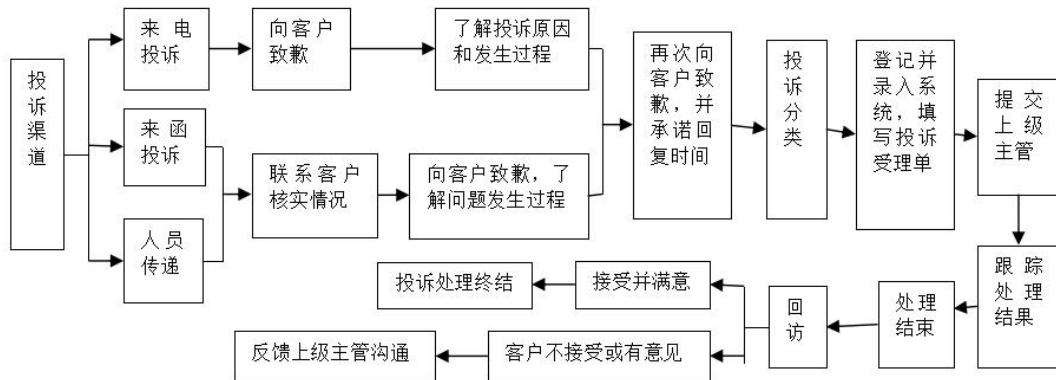 投诉渠道
来电
投诉
向客户
致歉
了解投诉原因
和发生过程
来函
投诉
人员
传递
联系客户
核实情况
向客户致歉，了
解问题发生过程
再次向
客户致
歉，并
承诺回
复时间
投诉分类
登记并
录入系
统，填
写投诉
受理单
提交
上级
主管
跟踪
处理
结果
处理
结束
回访
接受并满意
投诉处理终结
客户不接受或有意见
反馈上级主管沟通